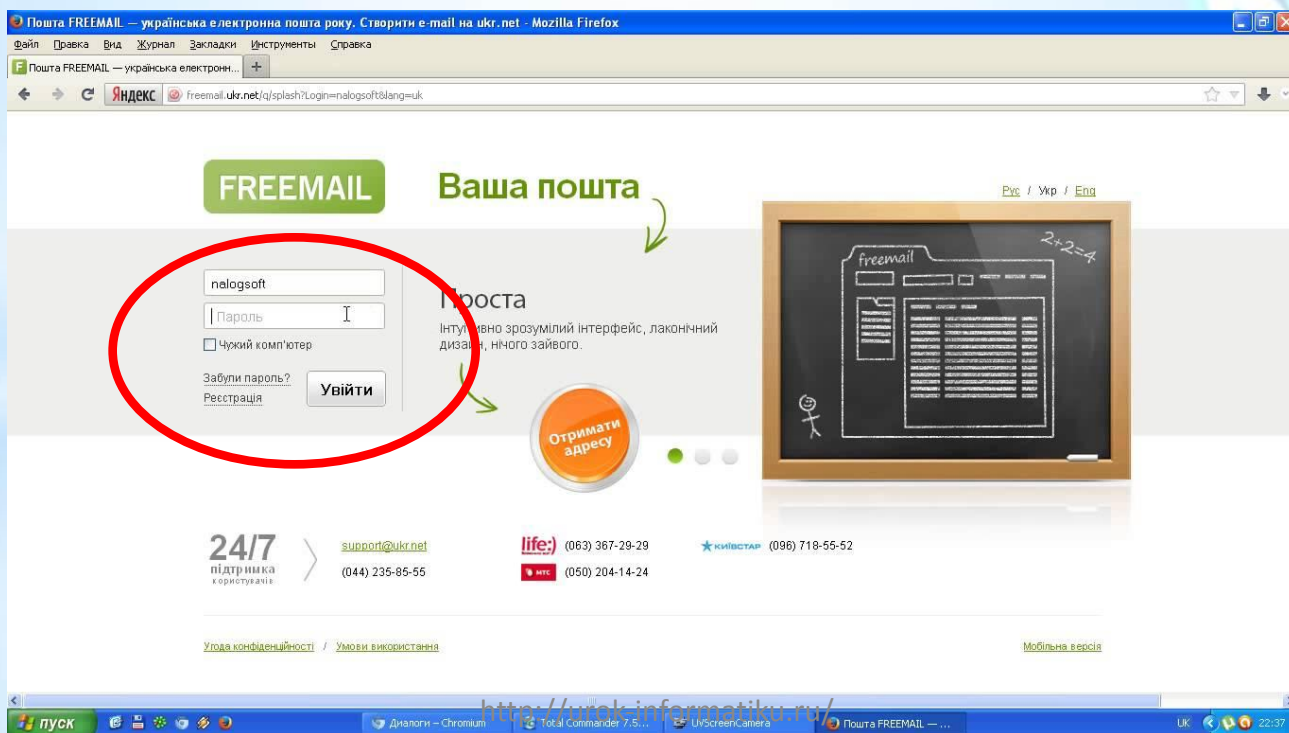 Пошта FREEMAIL — українська електронна пошта року. Створити e-mail на ukr.net - Mozilla Firefox
Файл Правка Вид Журнал Закладки Инструменты Справка
Пошта FREEMAIL — українська електронн... +
Яндекс freemail.ukr.net/q/splash?Login=nalogsoft&lang=uk
FREEMAIL Ваша пошта
Рус / Укр / Eng
2+2=4
freemail
nalogsoft
Проста
Пароль
Інтуітивно зрозумілий інтерфейс, лаконічний
дизайн, нічого зайвого.
Чужий комп'ютер
Забули пароль?
Реєстрація
Увійти
Отримати
адресу
24/7
підтримка
користувачів
support@ukr.net
(044) 235-85-55
life:) (063) 367-29-29
МТС (050) 204-14-24
КИЇВСТАР (096) 718-55-52
Угода конфіденційності / Умови використання
Мобільна версія
http://urok-informatiku.ru/
пуск
Диалоги – Chromium
Total Commander 7.5...
UVScreenCamera
Пошта FREEMAIL — ...
UK 22:37